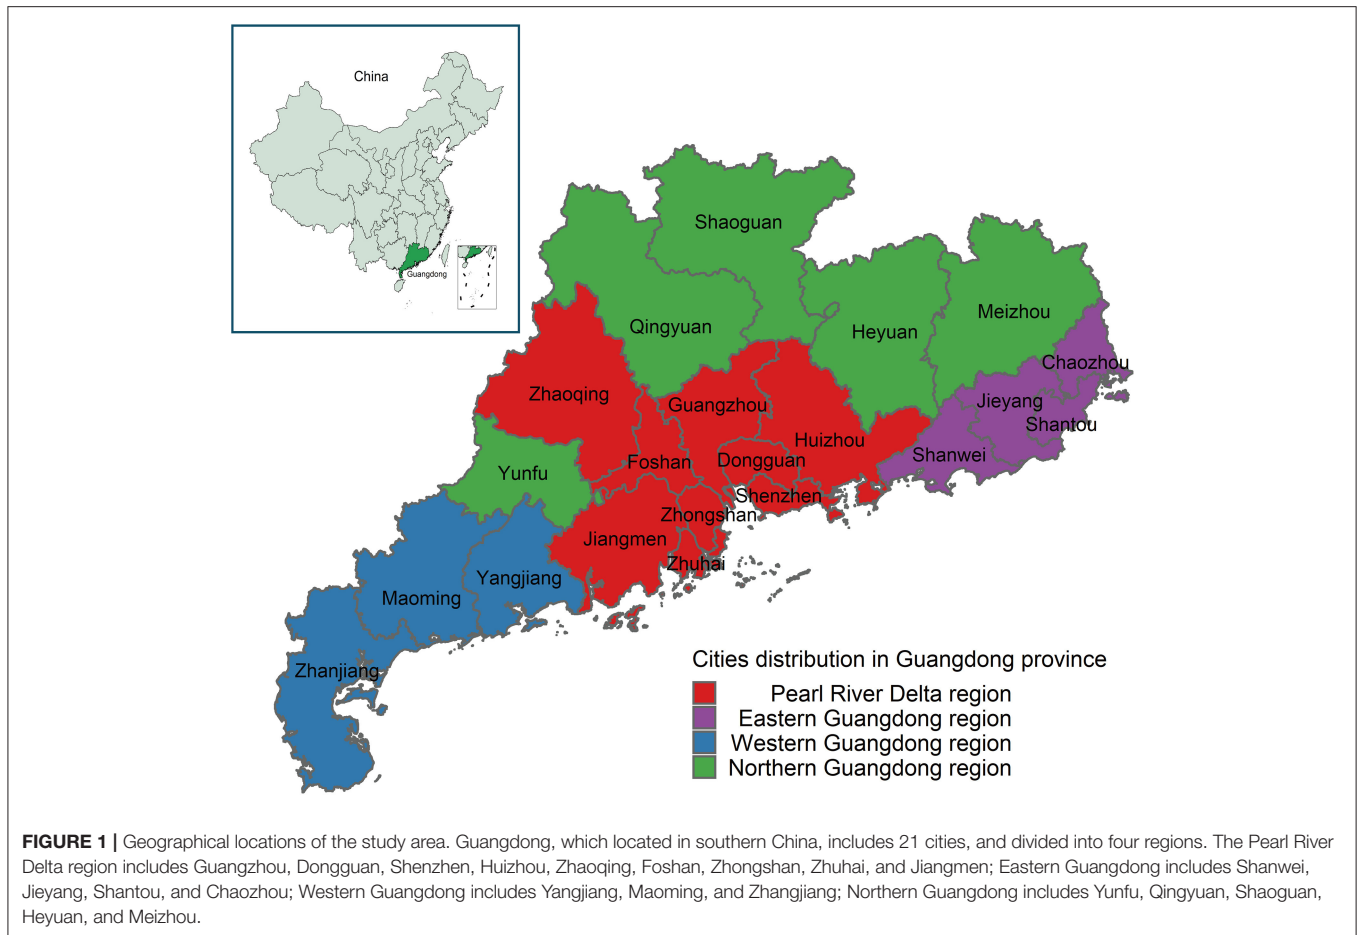 China
Guangdong
Shaoguan
Meizhou
Qingyuan
Heyuan
Chaozhou
Zhaoqing
Guangzhou
Jieyang
Shantou
Huizhou
Shanwei
Foshan
Dongguan
Yunfu
Shenzhen
Zhongshan
Jiangmen
Zhuhai
Yangjiang
Maoming
Zhanjiang
Cities distribution in Guangdong province
Pearl River Delta region
Eastern Guangdong region
Western Guangdong region
Northern Guangdong region
FIGURE 1 | Geographical locations of the study area. Guangdong, which located in southern China, includes 21 cities, and divided into four regions. The Pearl River
Delta region includes Guangzhou, Dongguan, Shenzhen, Huizhou, Zhaoqing, Foshan, Zhongshan, Zhuhai, and Jiangmen; Eastern Guangdong includes Shanwei,
Jieyang, Shantou, and Chaozhou; Western Guangdong includes Yangjiang, Maoming, and Zhangjiang; Northern Guangdong includes Yunfu, Qingyuan, Shaoguan,
Heyuan, and Meizhou.